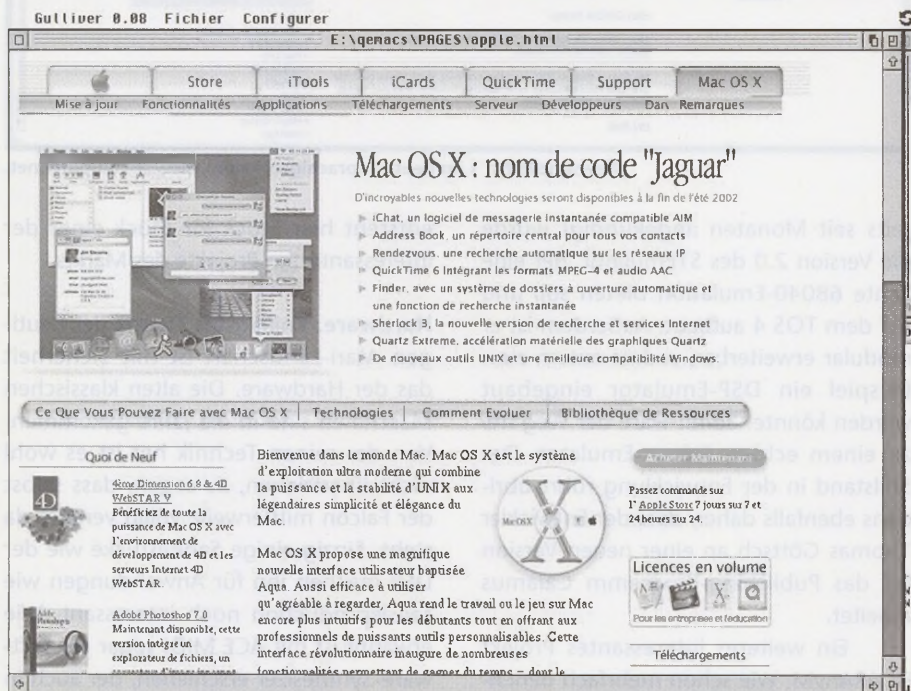 Gulliver 0.08 Fichier Configurer
E:\qemacs\PAGES\apple.html
Store iTools iCards QuickTime Support Mac OS X
Mise à jour Fonctionnalités Applications Téléchargements Serveur Développeurs Dan Remarques
Mac OS X : nom de code "Jaguar"
D'incroyables nouvelles technologies seront disponibles à la fin de l'été 2002
iChat, un logiciel de messagerie instantanée compatible AIM
Address Book, un répertoire central pour tous vos contacts
Rendezvous, une recherche automatique sur les réseaux IP
QuickTime 6 intégrant les formats MPEG-4 et audio AAC
Finder, avec un système de dossiers à ouverture automatique et
une fonction de recherche instantanée
Sherlock 3, la nouvelle version du moteur de recherche pour Internet
Quartz Extreme, accélération matérielle des graphiques Quartz
De nouveaux outils UNIX et une meilleure compatibilité Windows
Ce Que Vous Pouvez Faire avec Mac OS X | Technologies | Comment Evoluer | Bibliothèque de Ressources
Quoi de Neuf
4D
4ème Dimension 6.8 & 4D
WebSTAR V
Bénéficiez de toute la
puissance de Mac OS X avec
l'environnement de
développement 4D et les
serveurs Internet 4D
WebSTAR.
Adobe Photoshop 7.0
Maintenant disponible, cette
version intègre un
explorateur de fichiers, un
Bienvenue dans le monde Mac. Mac OS X est le système
d'exploitation ultra moderne qui combine
la puissance et la stabilité d'UNIX aux
légendaires simplicité et élégance du
Mac.
Mac OS X propose une magnifique
nouvelle interface utilisateur baptisée
Aqua. Aussi efficace à utiliser
qu'agréable à regarder, Aqua rend le travail ou le jeu sur Mac
encore plus intuitifs pour les débutants tout en offrant aux
professionnels de puissants outils personnalisables. Cette
interface révolutionnaire inaugure de nombreuses
fonctionnalités permettant de gagner du temps – dont le
Mac OS X
X
Acheter Maintenant
Passez commande sur
l'Apple Store 7 jours sur 7 et
24 heures sur 24.
Licences en volume
Pour les entreprises et l'éducation
Téléchargements